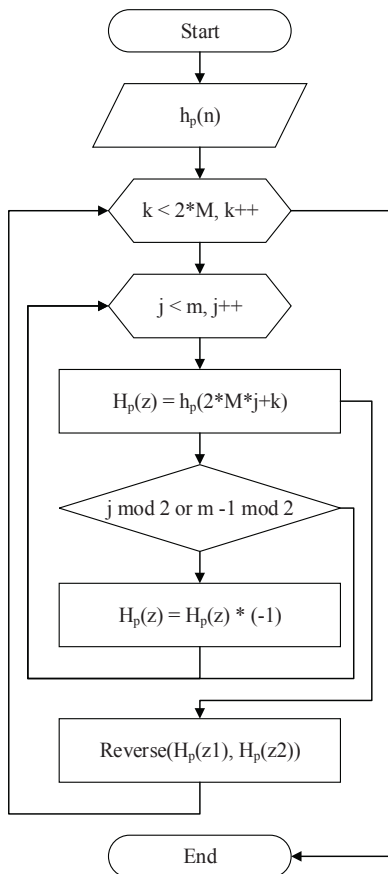 Start
hₚ(n)
k < 2*M, k++
j < m, j++
Hₚ(z) = hₚ(2*M*j+k)
j mod 2 or m -1 mod 2
Hₚ(z) = Hₚ(z) * (-1)
Reverse(Hₚ(z1), Hₚ(z2))
End